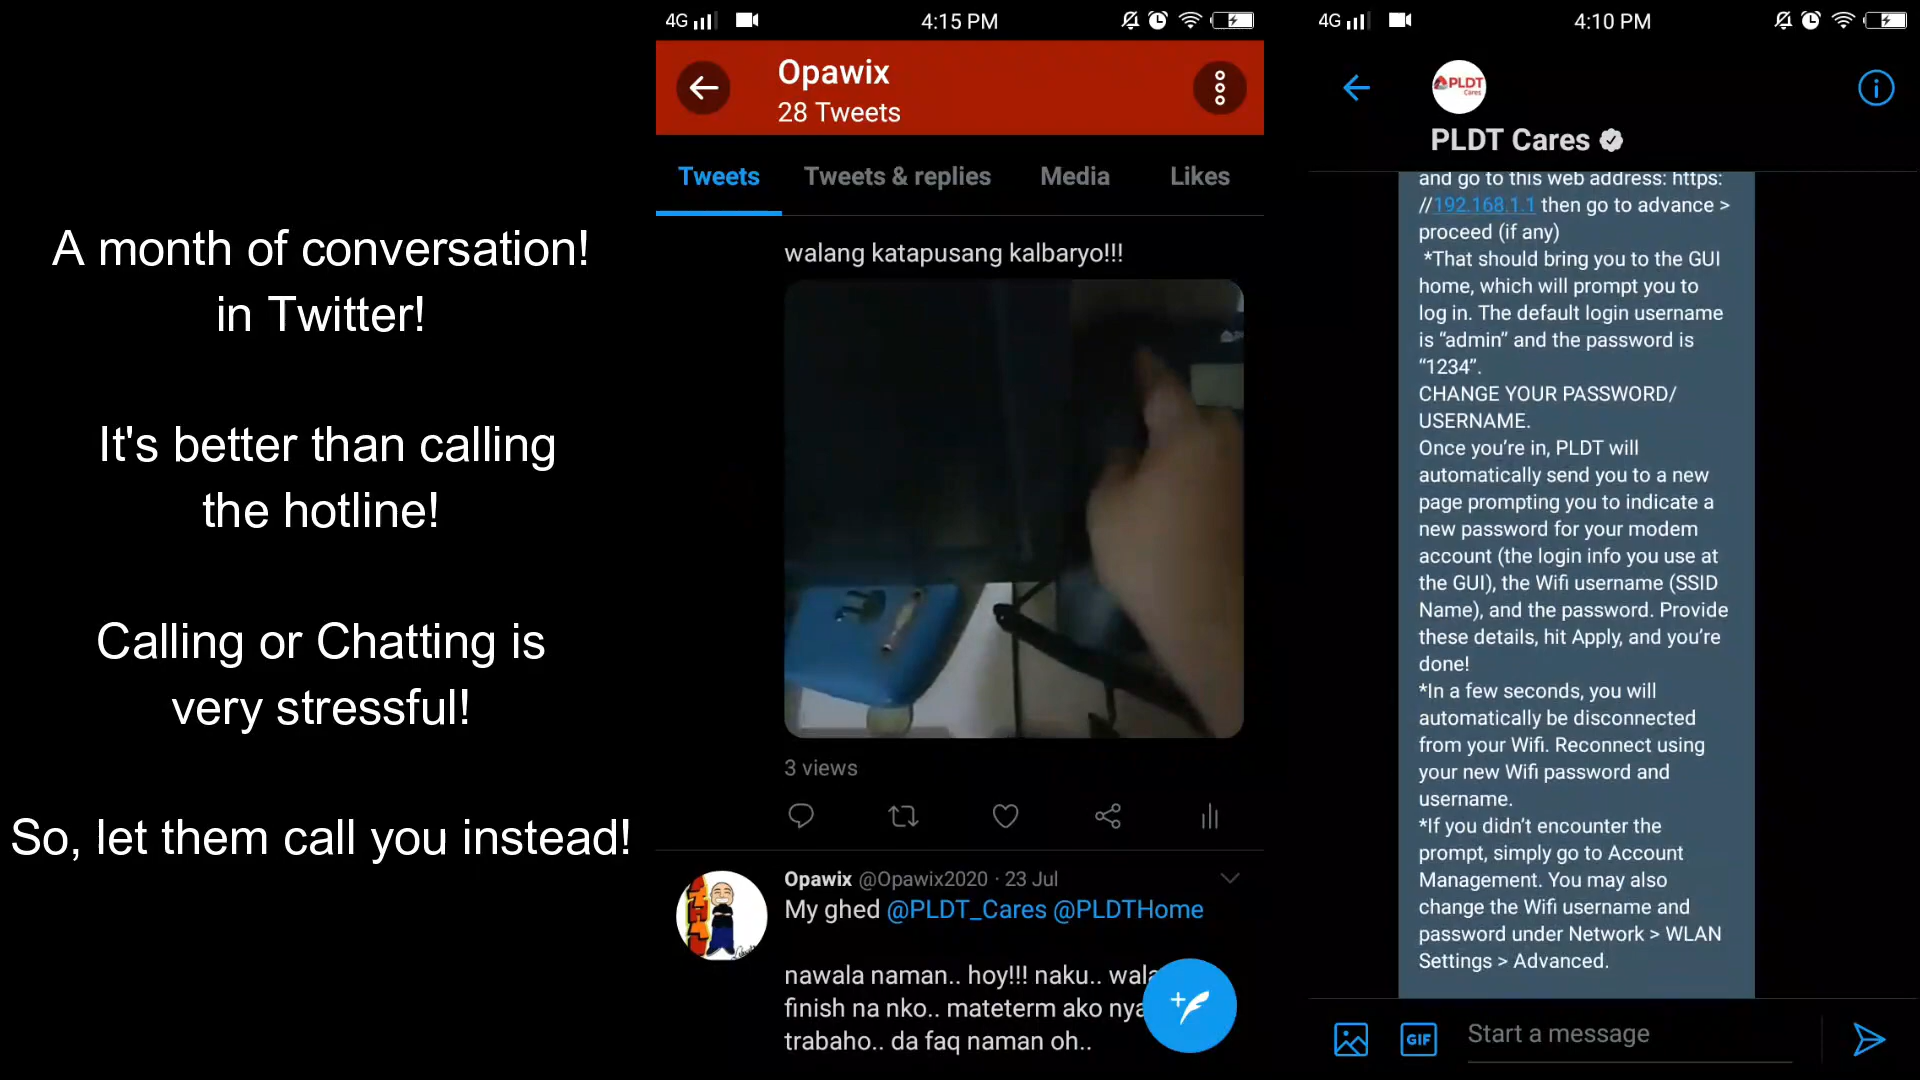 A month of conversation!
in Twitter!
It's better than calling
the hotline!
Calling or Chatting is
very stressful!
So, let them call you instead!
4G
4:15 PM
Opawix
28 Tweets
Tweets
Tweets & replies
Media
Likes
walang katapusang kalbaryo!!!
3 views
Opawix @Opawix2020 · 23 Jul
My ghed @PLDT_Cares @PLDTHome
nawala naman.. hoy!!! naku..
finish na nko.. mateterm ako
trabaho.. da faq naman oh..
4G
4:10 PM
PLDT
Cares
PLDT Cares
and go to this web address: https:
//192.168.1.1 then go to advance >
proceed (if any)
*That should bring you to the GUI
home, which will prompt you to
log in. The default login username
is “admin” and the password is
“1234”.
CHANGE YOUR PASSWORD/
USERNAME.
Once you’re in, PLDT will
automatically send you to a new
page prompting you to indicate a
new password for your modem
account (the login info you use at
the GUI), the Wifi username (SSID
Name), and the password. Provide
these details, hit Apply, and you’re
done!
*In a few seconds, you will
automatically be disconnected
from your Wifi. Reconnect using
your new Wifi password and
username.
*If you didn’t encounter the
prompt, simply go to Account
Management. You may also
change the Wifi username and
password under Network > WLAN
Settings > Advanced.
GIF
Start a message